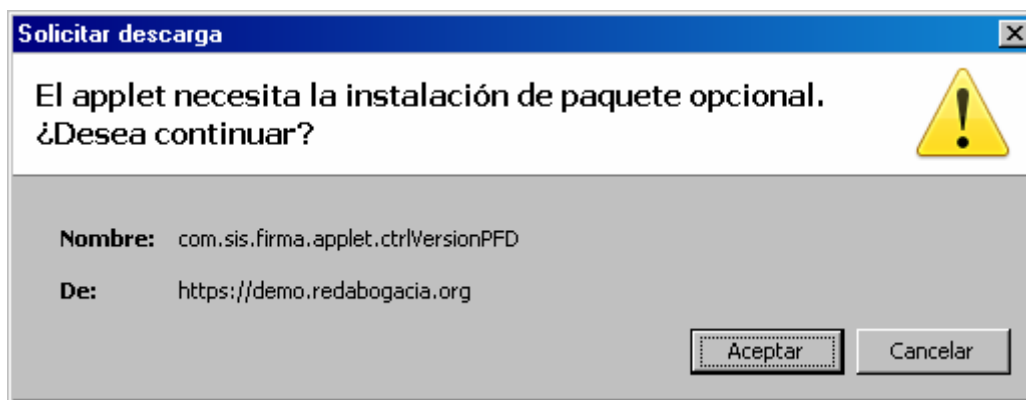 Solicitar descarga
El applet necesita la instalación de paquete opcional.
¿Desea continuar?
Nombre: com.sis.firma.applet.ctrlVersionPFD
De: https://demo.redabogacia.org
Aceptar Cancelar